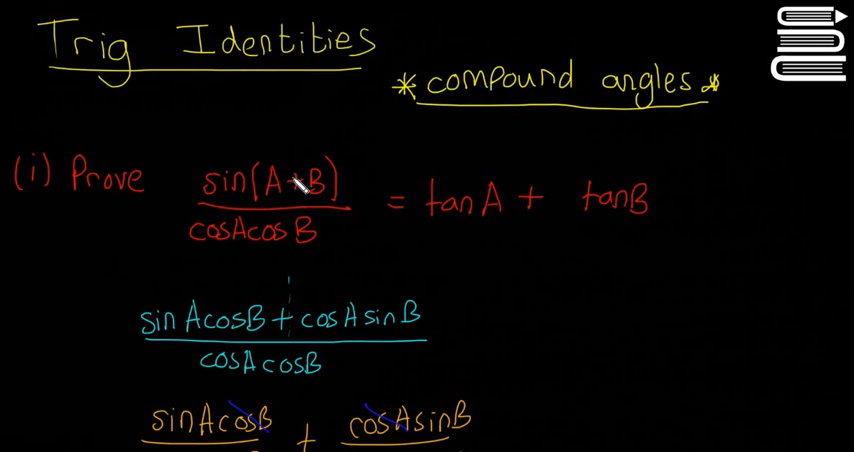 Trig Identities
*compound angles*
(i) Prove sin(A+B) / cosAcosB = tanA + tanB
sinAcosB + cosAsinB
cosAcosB
sinAcosB + cosAsinB